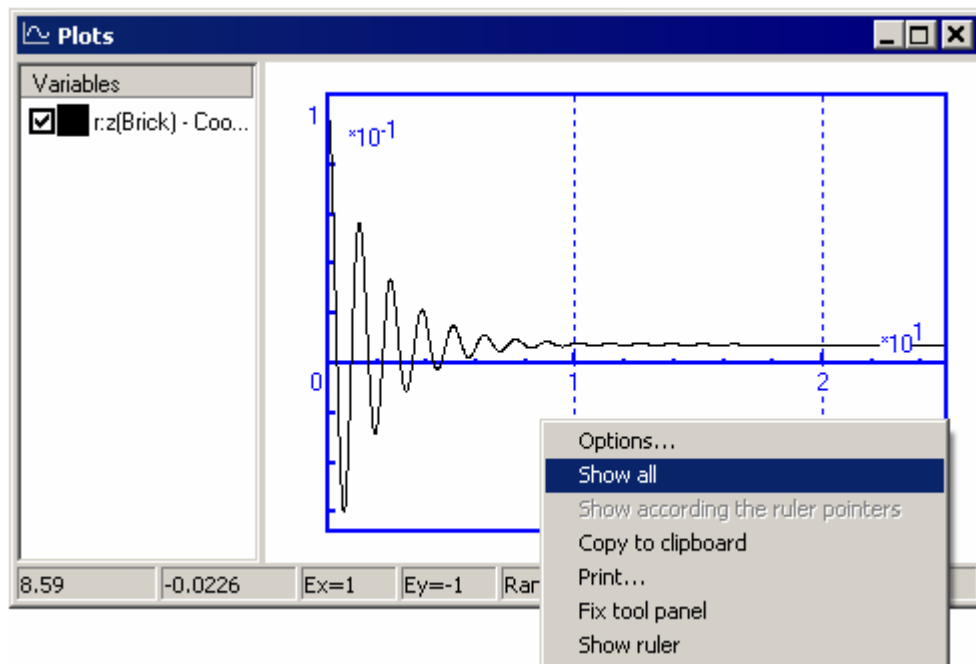 Plots
Variables
r:z(Brick) - Coo...
1
*10-1
*101
0
1
2
Options...
Show all
Show according the ruler pointers
Copy to clipboard
Print...
Fix tool panel
Show ruler
8.59 -0.0226 Ex=1 Ey=-1 Ran